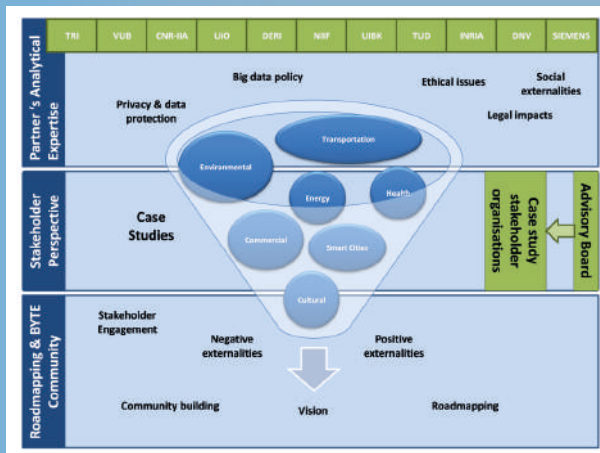 TRI VUB CNR-IIA UIO DERI NIIF UIBK TUD INRIA DNV SIEMENS
Partner's Analytical
Expertise
Big data policy
Ethical issues
Social
externalities
Privacy & data
protection
Legal impacts
Transportation
Environmental
Stakeholder
Perspective
Energy
Health
Case
Studies
Commercial
Smart Cities
Cultural
Case study
stakeholder
organisations
Advisory Board
Roadmapping & BYTE
Community
Stakeholder
Engagement
Negative
externalities
Positive
externalities
Community building
Vision
Roadmapping